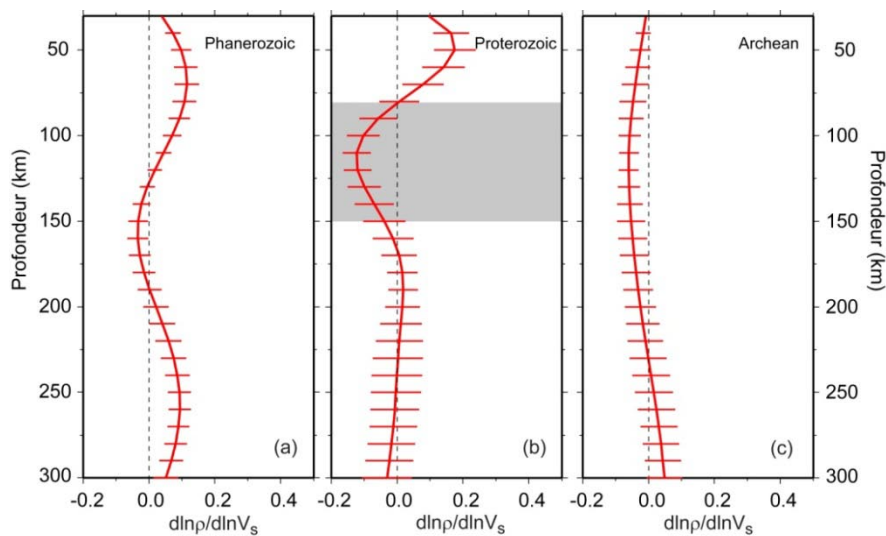 Phanerozoic
Proterozoic
Archean
50
100
150
200
250
300
Profondeur (km)
50
100
150
200
250
300
Profondeur (km)
(a)
(b)
(c)
-0.2 0.0 0.2 0.4
-0.2 0.0 0.2 0.4
-0.2 0.0 0.2 0.4
dlnρ/dlnVs
dlnρ/dlnVs
dlnρ/dlnVs